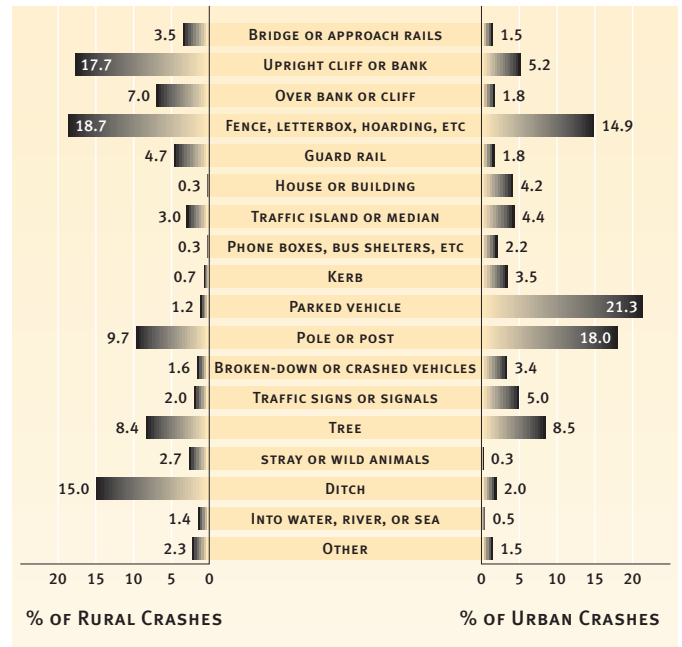 3.5 Bridge or approach rails 1.5
17.7 Upright cliff or bank 5.2
7.0 Over bank or cliff 1.8
18.7 Fence, letterbox, hoarding, etc 14.9
4.7 Guard rail 1.8
0.3 House or building 4.2
3.0 Traffic island or median 4.4
0.3 Phone boxes, bus shelters, etc 2.2
0.7 Kerb 3.5
1.2 Parked vehicle 21.3
9.7 Pole or post 18.0
1.6 Broken-down or crashed vehicles 3.4
2.0 Traffic signs or signals 5.0
8.4 Tree 8.5
2.7 stray or wild animals 0.3
15.0 Ditch 2.0
1.4 Into water, river, or sea 0.5
2.3 Other 1.5
20 15 10 5 0 0 5 10 15 20
% of Rural Crashes % of Urban Crashes